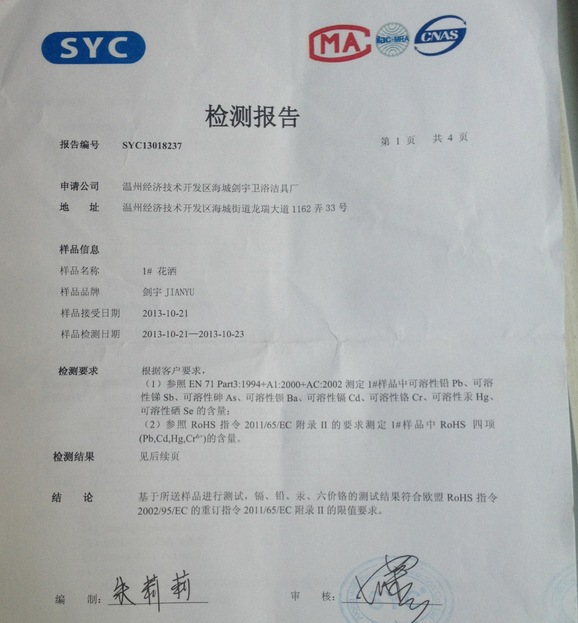 SYC
MA
ilac-MRA
CNAS
检测报告
报告编号 SYC13018237 第 1 页 共 4 页
申请公司 温州经济技术开发区海城剑宇卫浴洁具厂
地 址 温州经济技术开发区海城街道龙瑞大道 1162 弄 33 号
样品信息
样品名称 1# 花洒
样品品牌 剑宇 JIANYU
样品接受日期 2013-10-21
样品检测日期 2013-10-21—2013-10-23
检测要求 根据客户要求，
（1）参照 EN 71 Part3:1994+A1:2000+AC:2002 测定 1#样品中可溶性铅 Pb、可溶
性锑 Sb、可溶性砷 As、可溶性钡 Ba、可溶性镉 Cd、可溶性铬 Cr、可溶性汞 Hg、
可溶性硒 Se 的含量；
（2）参照 RoHS 指令 2011/65/EC 附录 II 的要求测定 1#样品中 RoHS 四项
(Pb,Cd,Hg,Cr⁶⁺)的含量。
检测结果 见后续页
结 论 基于所送样品进行测试，镉、铅、汞、六价铬的测试结果符合欧盟 RoHS 指令
2002/95/EC 的重订指令 2011/65/EC 附录 II 的限值要求。
编 制: 朱莉莉 审 核: